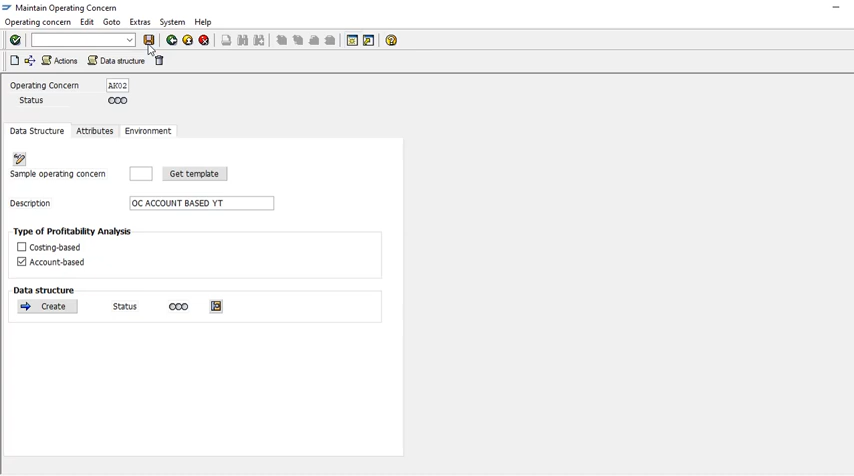 Maintain Operating Concern
Operating concern Edit Goto Extras System Help
Actions Data structure
Operating Concern AK02
Status
Data Structure Attributes Environment
Sample operating concern Get template
Description OC ACCOUNT BASED YT
Type of Profitability Analysis
Costing-based
Account-based
Data structure
Create Status